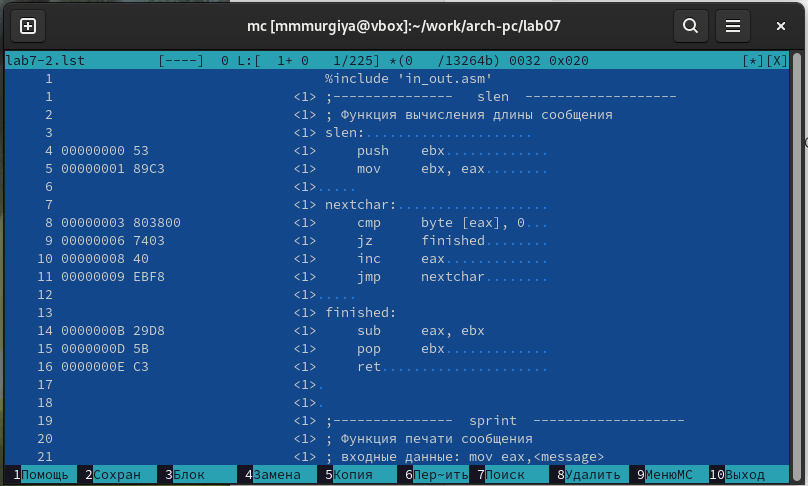 mc [mmmurgiya@vbox]:~/work/arch-pc/lab07
lab7-2.lst [----] 0 L:[ 1+ 0 1/225] *(0 /13264b) 0032 0x020 [*][X]
1 %include 'in_out.asm'
1 <1> ;--------------- slen -------------------
2 <1> ; Функция вычисления длины сообщения
3 <1> slen:.....................
4 00000000 53 <1> push ebx.............
5 00000001 89C3 <1> mov ebx, eax........
6 <1>.....
7 <1> nextchar:...................
8 00000003 803800 <1> cmp byte [eax], 0...
9 00000006 7403 <1> jz finished........
10 00000008 40 <1> inc eax.............
11 00000009 EBF8 <1> jmp nextchar........
12 <1>.....
13 <1> finished:
14 0000000B 29D8 <1> sub eax, ebx
15 0000000D 5B <1> pop ebx.............
16 0000000E C3 <1> ret.....................
17 <1>.
18 <1>.
19 <1> ;--------------- sprint -------------------
20 <1> ; Функция печати сообщения
21 <1> ; входные данные: mov eax,<message>
1Помощь 2Сохран 3Блок 4Замена 5Копия 6Пер~ить 7Поиск 8Удалить 9МенюMC 10Выход